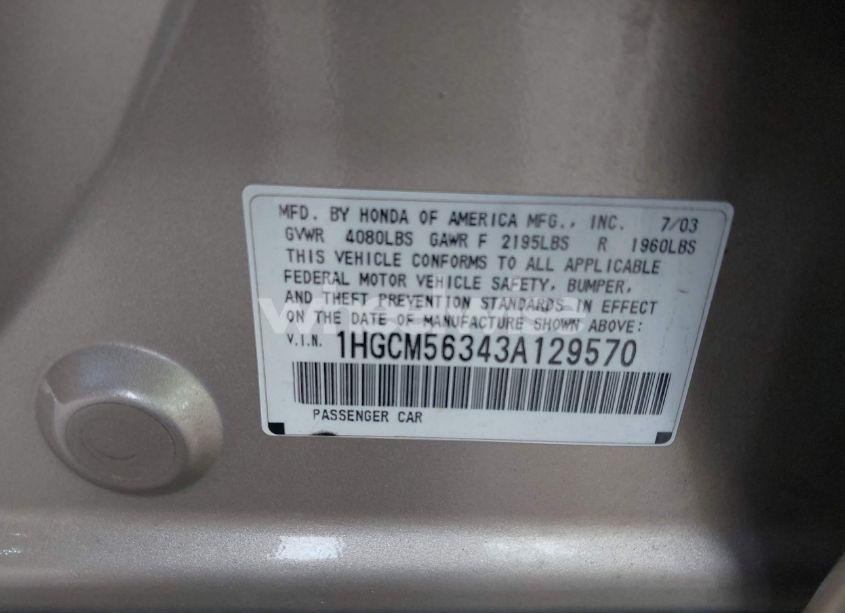 MFD. BY HONDA OF AMERICA MFG., INC. 7/03
GVWR 4080LBS GAWR F 2195LBS R 1960LBS
THIS VEHICLE CONFORMS TO ALL APPLICABLE
FEDERAL MOTOR VEHICLE SAFETY, BUMPER,
AND THEFT PREVENTION STANDARDS IN EFFECT
ON THE DATE OF MANUFACTURE SHOWN ABOVE:
V.I.N. 1HGCM56343A129570
PASSENGER CAR